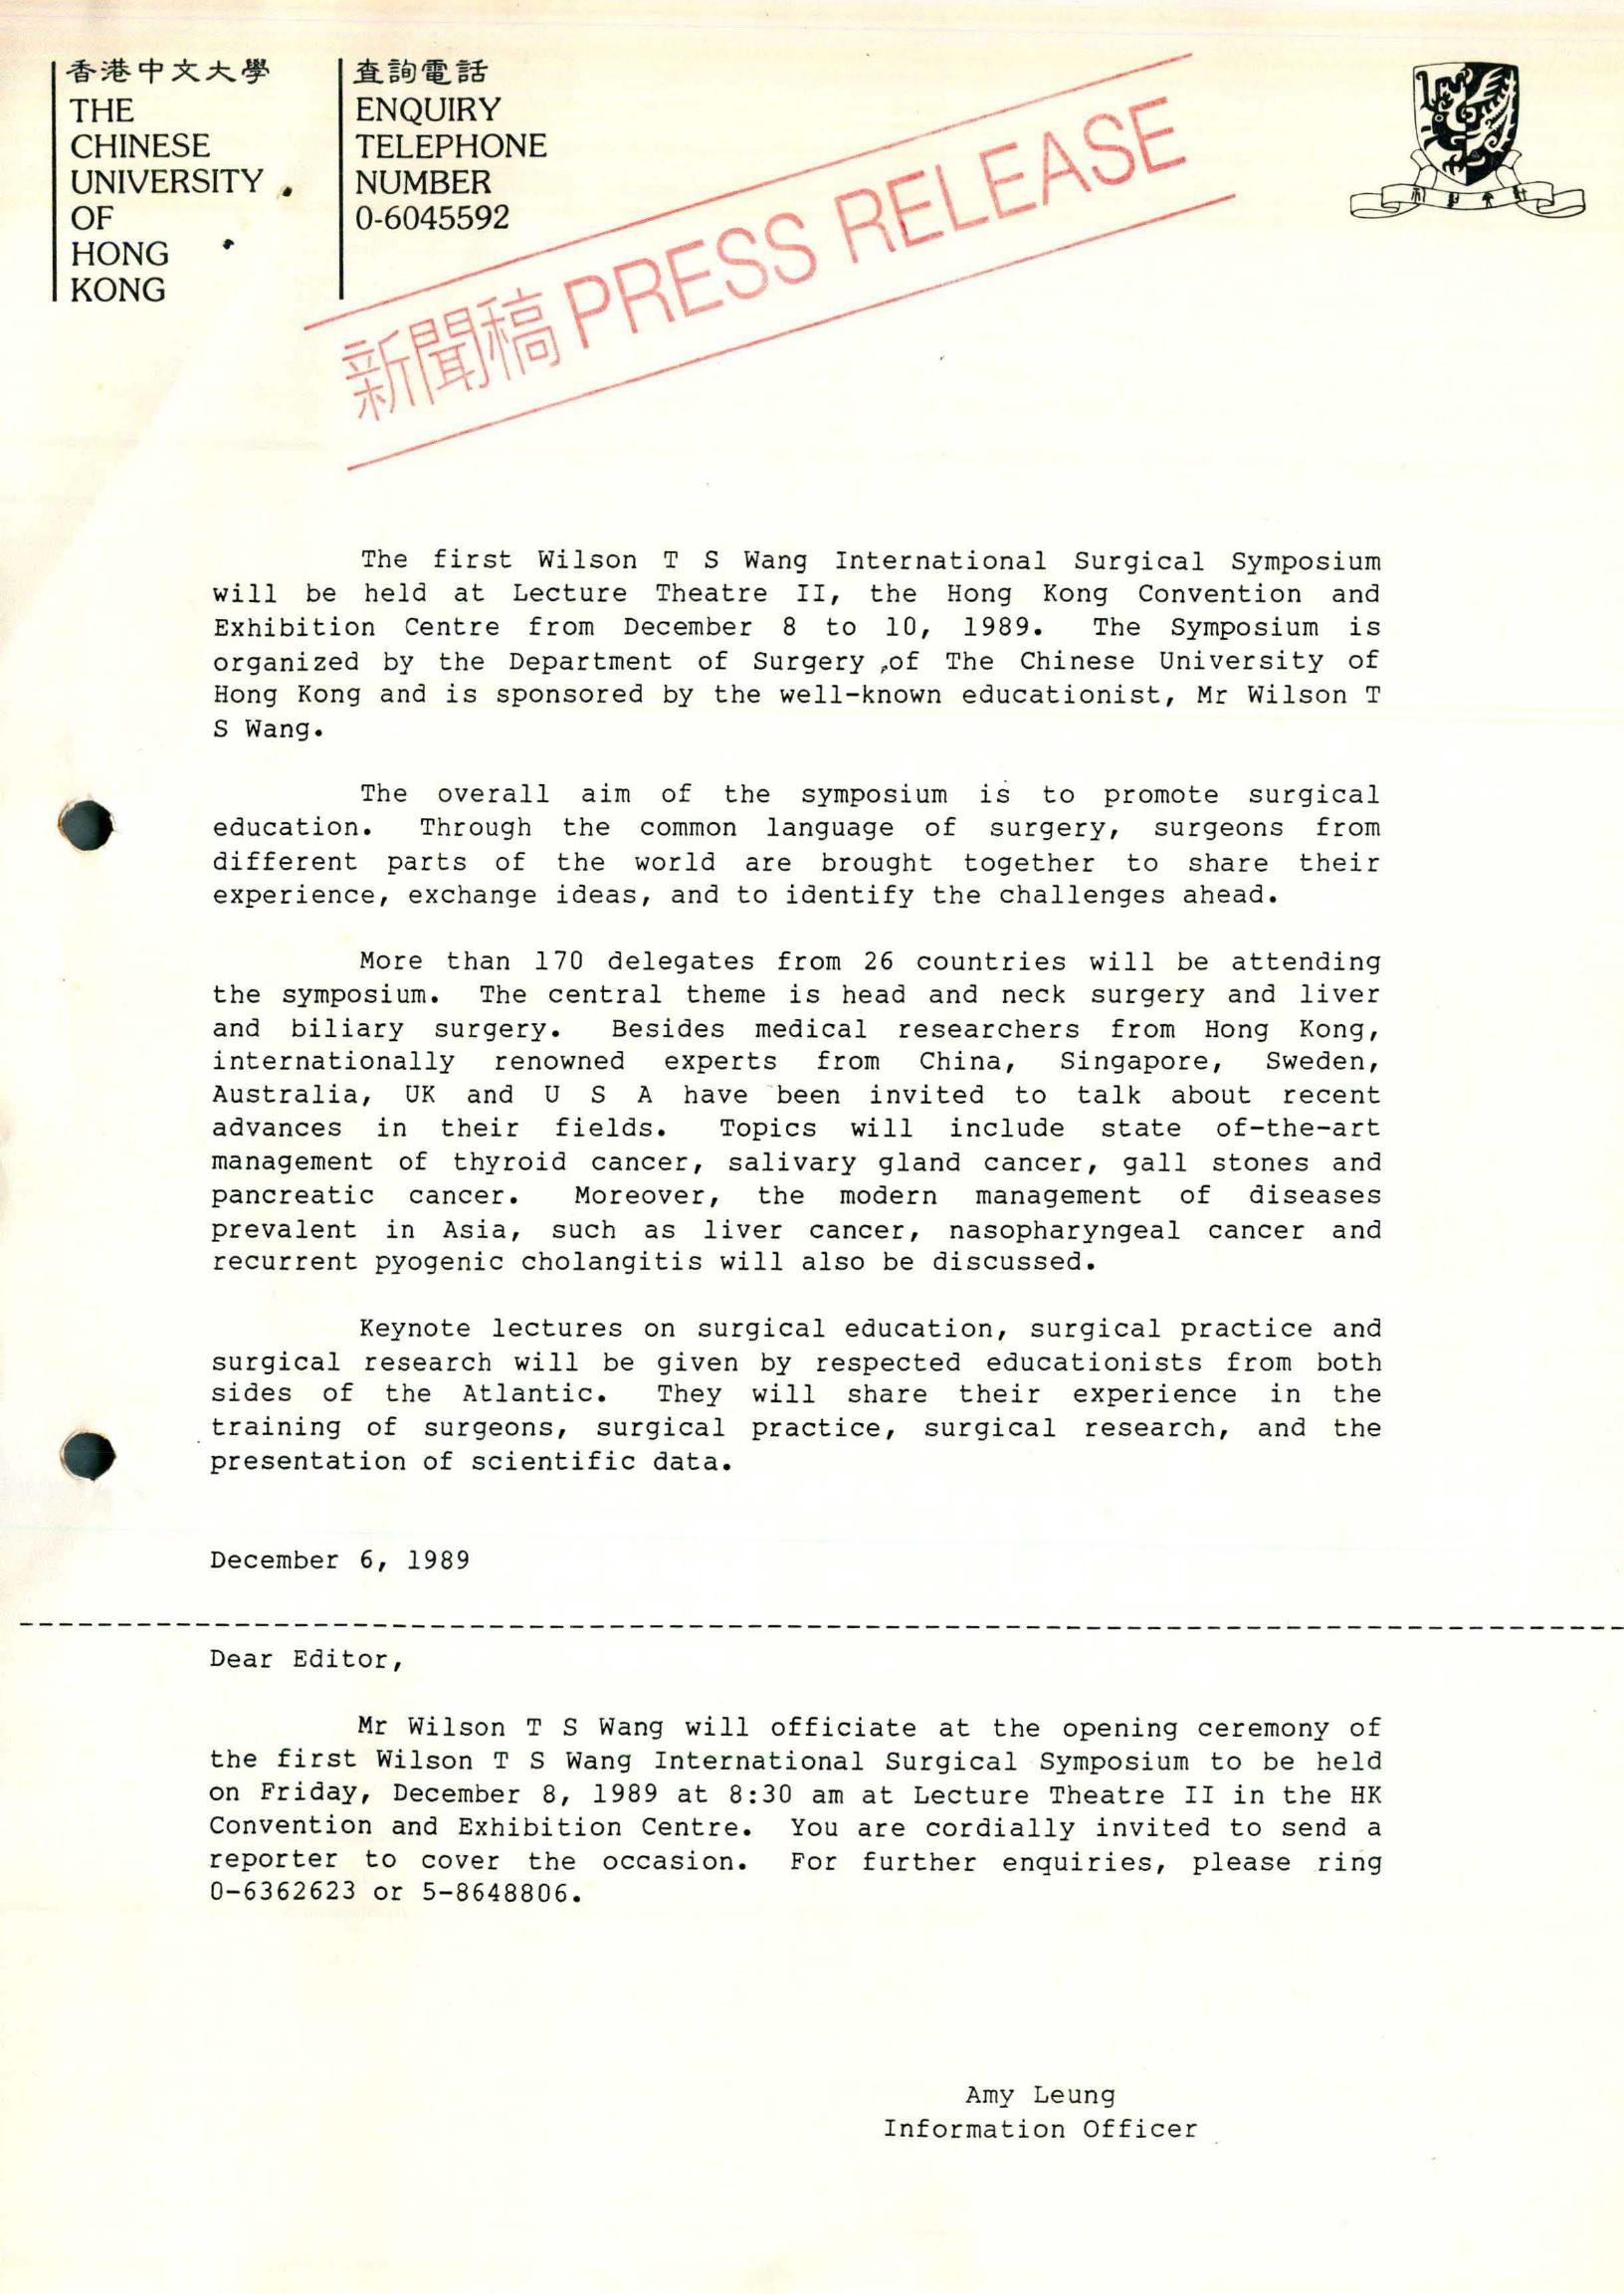 香港中文大學
THE
CHINESE
UNIVERSITY
OF
HONG
KONG
查詢電話
ENQUIRY
TELEPHONE
NUMBER
0-6045592
新聞稿 PRESS RELEASE
The first Wilson T S Wang International Surgical Symposium
will be held at Lecture Theatre II, the Hong Kong Convention and
Exhibition Centre from December 8 to 10, 1989. The Symposium is
organized by the Department of Surgery of The Chinese University of
Hong Kong and is sponsored by the well-known educationist, Mr Wilson T
S Wang.
The overall aim of the symposium is to promote surgical
education. Through the common language of surgery, surgeons from
different parts of the world are brought together to share their
experience, exchange ideas, and to identify the challenges ahead.
More than 170 delegates from 26 countries will be attending
the symposium. The central theme is head and neck surgery and liver
and biliary surgery. Besides medical researchers from Hong Kong,
internationally renowned experts from China, Singapore, Sweden,
Australia, UK and U S A have been invited to talk about recent
advances in their fields. Topics will include state of-the-art
management of thyroid cancer, salivary gland cancer, gall stones and
pancreatic cancer. Moreover, the modern management of diseases
prevalent in Asia, such as liver cancer, nasopharyngeal cancer and
recurrent pyogenic cholangitis will also be discussed.
Keynote lectures on surgical education, surgical practice and
surgical research will be given by respected educationists from both
sides of the Atlantic. They will share their experience in the
training of surgeons, surgical practice, surgical research, and the
presentation of scientific data.
December 6, 1989
Dear Editor,
Mr Wilson T S Wang will officiate at the opening ceremony of
the first Wilson T S Wang International Surgical Symposium to be held
on Friday, December 8, 1989 at 8:30 am at Lecture Theatre II in the HK
Convention and Exhibition Centre. You are cordially invited to send a
reporter to cover the occasion. For further enquiries, please ring
0-6362623 or 5-8648806.
Amy Leung
Information Officer